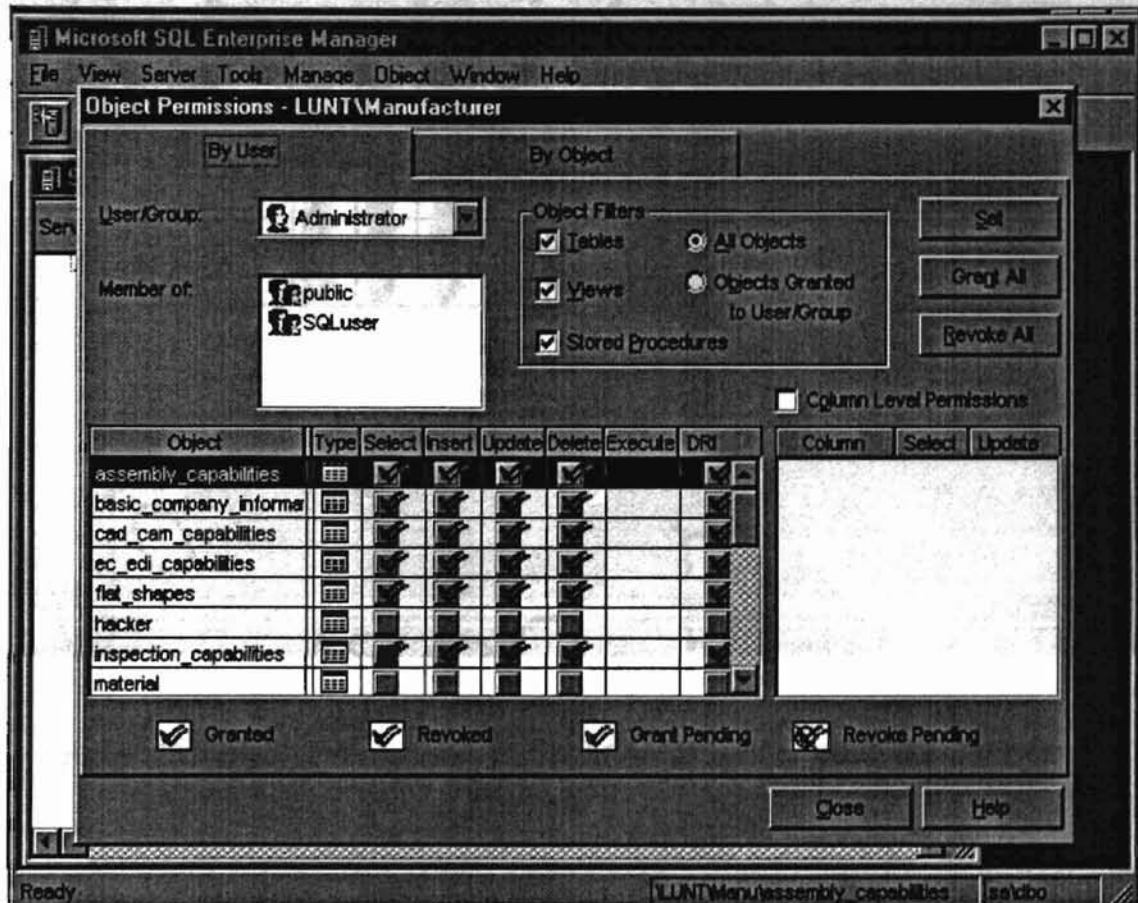 Microsoft SQL Enterprise Manager
File View Server Tools Manage Object Window Help
Object Permissions - LUNT\Manufacturer
By User
By Object
User/Group:
Administrator
Member of:
public
SQLuser
Object Filters
Tables
All Objects
Views
Objects Granted
to User/Group
Stored Procedures
Set
Grant All
Revoke All
Column Level Permissions
Object Type Select Insert Update Delete Execute DRI
Column Select Update
assembly_capabilities
basic_company_informa
cad_cam_capabilities
ec_edi_capabilities
flat_shapes
hacker
inspection_capabilities
material
Granted Revoked Grant Pending Revoke Pending
Close Help
Serv
Ready
\LUNT\Manu\assembly_capabilities sa\dbo